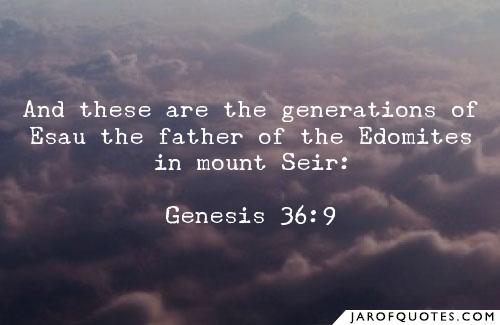 And these are the generations of
Esau the father of the Edomites
in mount Seir:
Genesis 36:9
JAROFQUOTES.COM